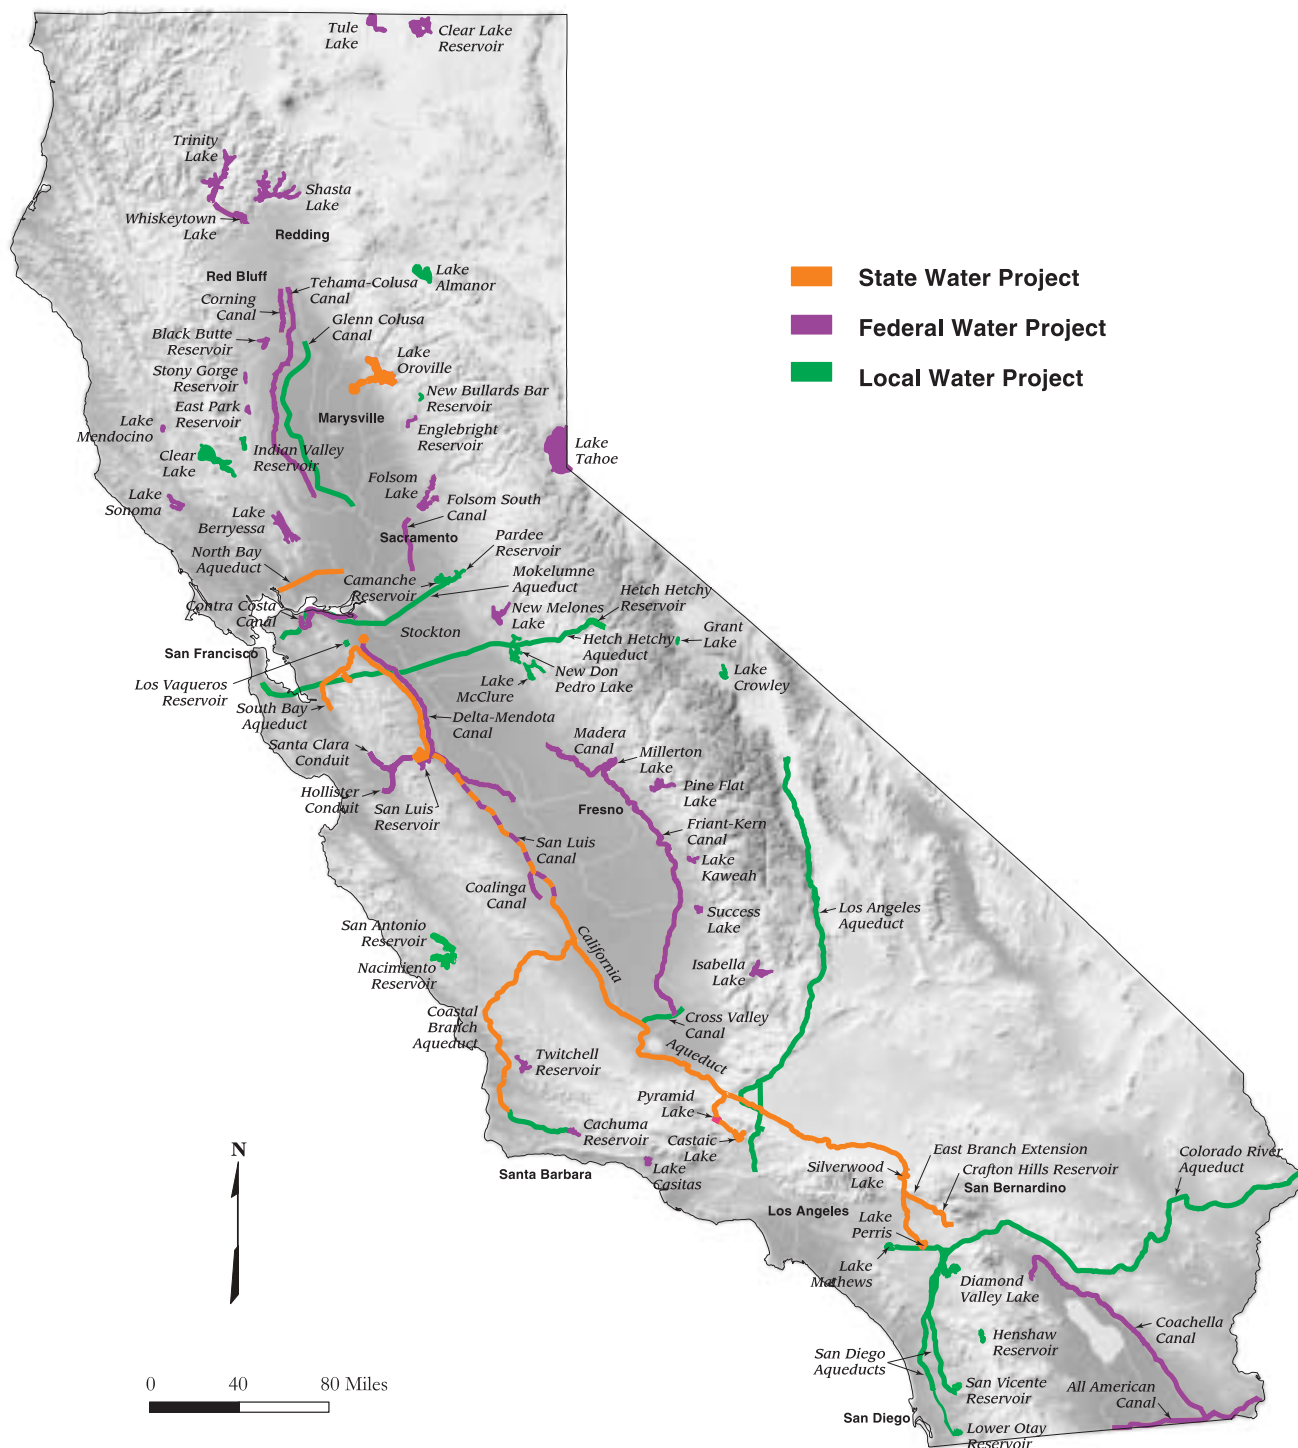 Tule
Lake
Clear Lake
Reservoir
Trinity
Lake
Shasta
Lake
Whiskeytown
Lake
Redding
Red Bluff
Tehama-Colusa
Canal
Lake
Almanor
Corning
Canal
Glenn Colusa
Canal
Black Butte
Reservoir
Lake
Oroville
Stony Gorge
Reservoir
New Bullards Bar
Reservoir
East Park
Reservoir
Marysville
Lake
Mendocino
Englebright
Reservoir
Clear
Lake
Indian Valley
Reservoir
Lake
Tahoe
Folsom
Lake
Lake
Sonoma
Folsom South
Canal
Lake
Berryessa
Sacramento
Pardee
Reservoir
North Bay
Aqueduct
Camanche
Reservoir
Mokelumne
Aqueduct
Hetch Hetchy
Reservoir
Contra Costa
Canal
New Melones
Lake
Stockton
Hetch Hetchy
Aqueduct
Grant
Lake
San Francisco
Los Vaqueros
Reservoir
Lake
McClure
New Don
Pedro Lake
Lake
Crowley
South Bay
Aqueduct
Delta-Mendota
Canal
Santa Clara
Conduit
Madera
Canal
Millerton
Lake
Hollister
Conduit
San Luis
Reservoir
Pine Flat
Lake
Fresno
Friant-Kern
Canal
San Luis
Canal
Lake
Kaweah
Coalinga
Canal
Success
Lake
Los Angeles
Aqueduct
San Antonio
Reservoir
California
Aqueduct
Nacimiento
Reservoir
Isabella
Lake
Coastal
Branch
Aqueduct
Cross Valley
Canal
Twitchell
Reservoir
Pyramid
Lake
Cachuma
Reservoir
Castaic
Lake
Santa Barbara
Lake
Casitas
Silverwood
Lake
East Branch Extension
Crafton Hills Reservoir
San Bernardino
Colorado River
Aqueduct
Los Angeles
Lake
Perris
Lake
Mathews
Diamond
Valley Lake
Henshaw
Reservoir
Coachella
Canal
San Diego
Aqueducts
San Vicente
Reservoir
All American
Canal
San Diego
Lower Otay
Reservoir
State Water Project
Federal Water Project
Local Water Project
N
0 40 80 Miles